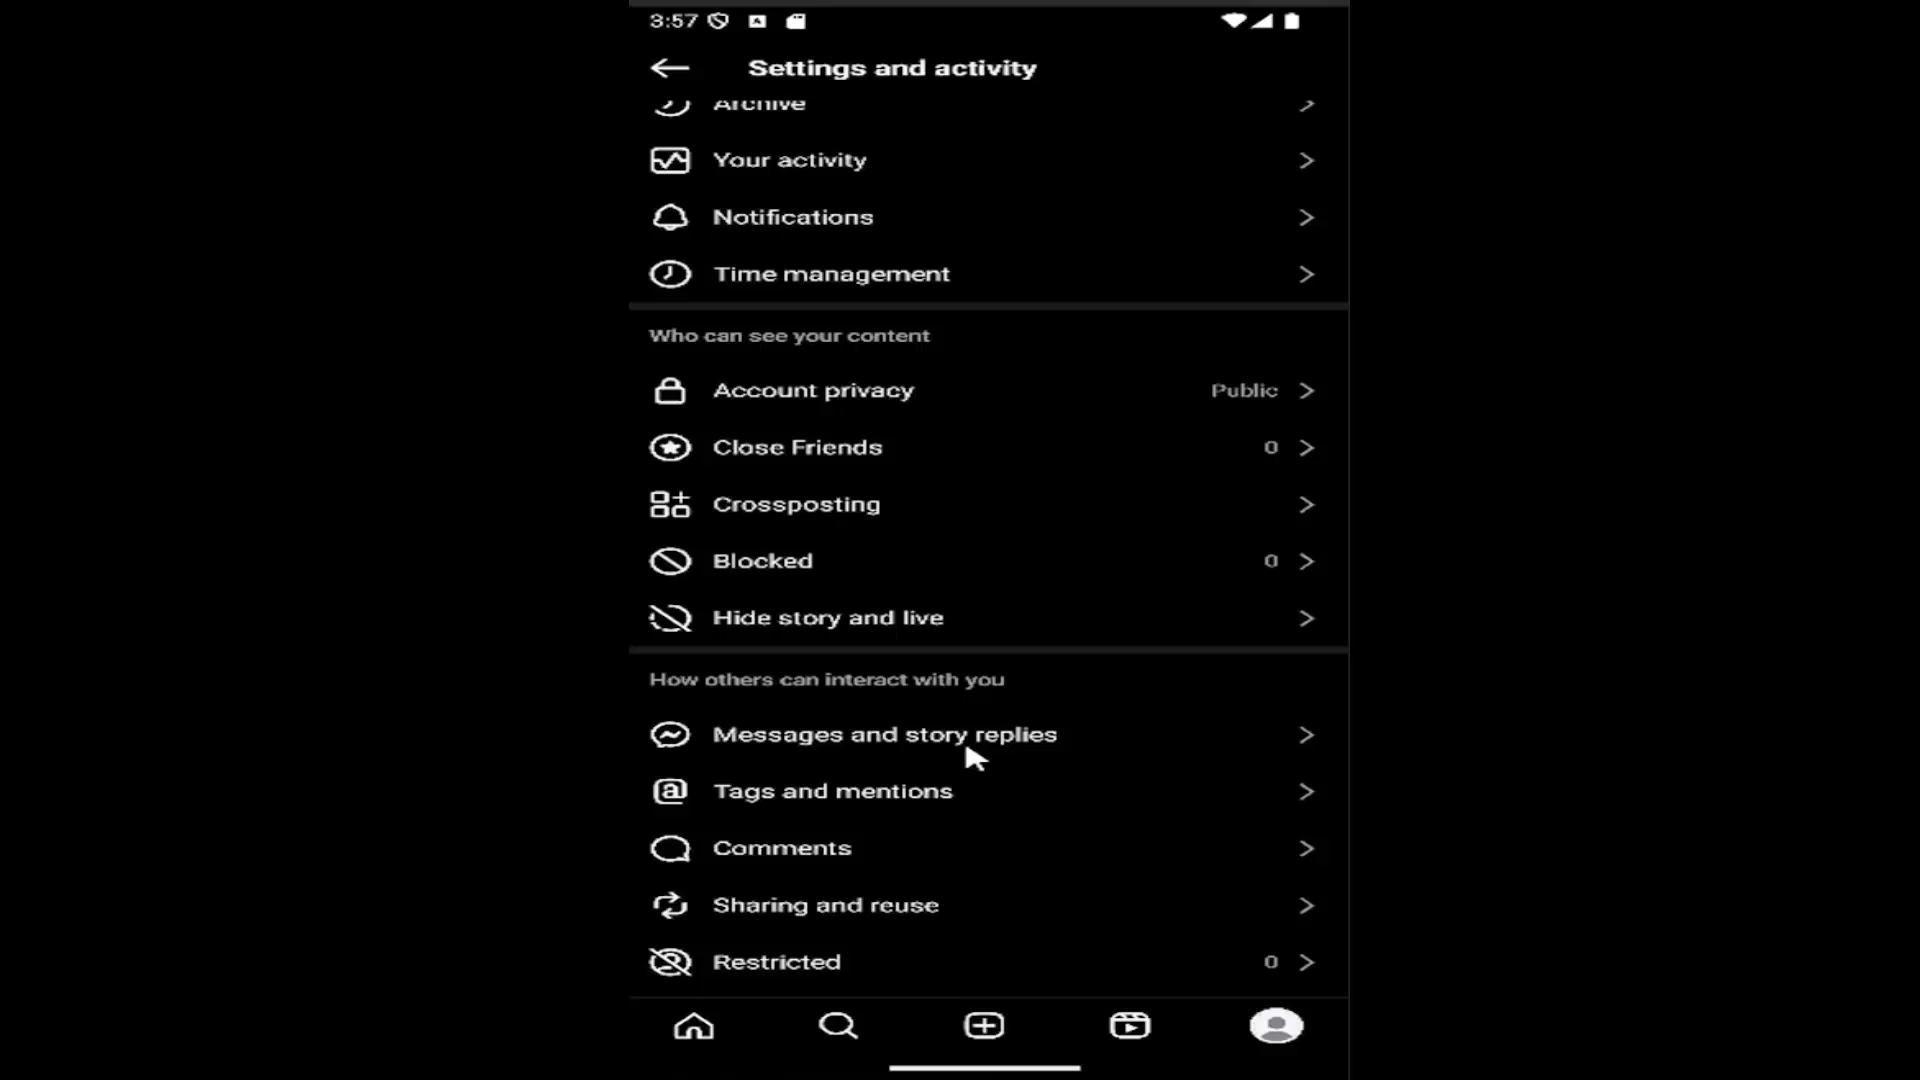 3:57
Settings and activity
Archive
Your activity
Notifications
Time management
Who can see your content
Account privacy Public
Close Friends 0
Crossposting
Blocked 0
Hide story and live
How others can interact with you
Messages and story replies
Tags and mentions
Comments
Sharing and reuse
Restricted 0